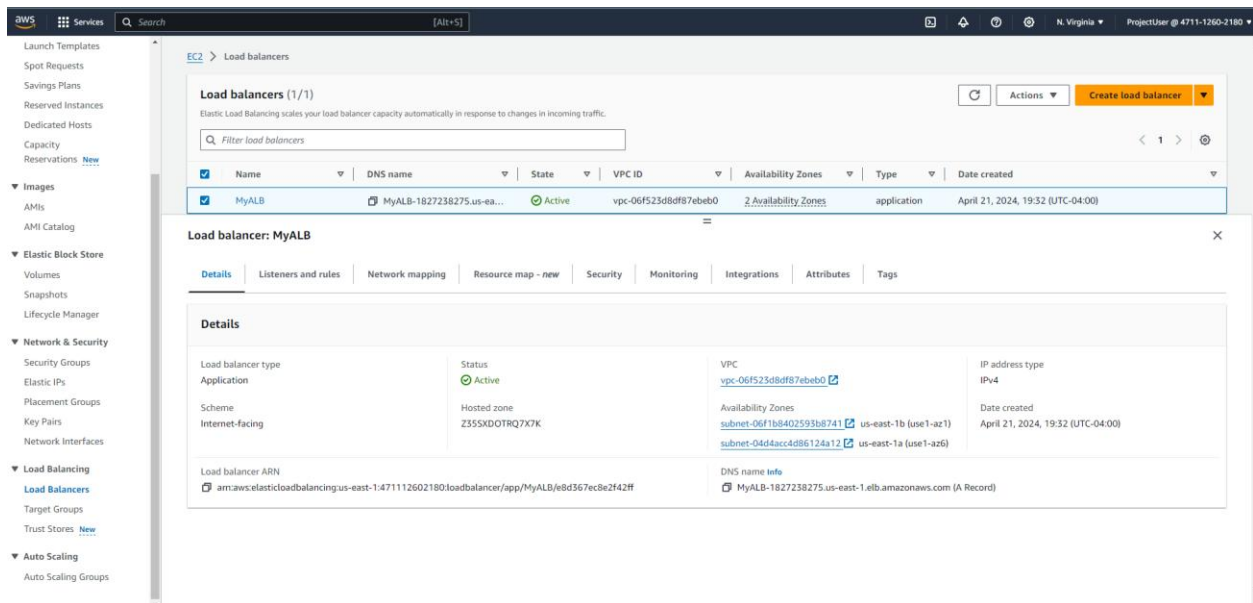 aws Services Search [Alt+S] N. Virginia ProjectUser @ 4711-1260-2180
Launch Templates
Spot Requests
Savings Plans
Reserved Instances
Dedicated Hosts
Capacity
Reservations New
Images
AMIs
AMI Catalog
Elastic Block Store
Volumes
Snapshots
Lifecycle Manager
Network & Security
Security Groups
Elastic IPs
Placement Groups
Key Pairs
Network Interfaces
Load Balancing
Load Balancers
Target Groups
Trust Stores New
Auto Scaling
Auto Scaling Groups
EC2 > Load balancers
Load balancers (1/1)
Actions Create load balancer
Elastic Load Balancing scales your load balancer capacity automatically in response to changes in incoming traffic.
Filter load balancers
1
Name DNS name State VPC ID Availability Zones Type Date created
MyALB MyALB-1827238275.us-ea... Active vpc-06f523d8df87ebeb0 2 Availability Zones application April 21, 2024, 19:32 (UTC-04:00)
Load balancer: MyALB
Details Listeners and rules Network mapping Resource map - new Security Monitoring Integrations Attributes Tags
Details
Load balancer type Status VPC IP address type
Application Active vpc-06f523d8df87ebeb0 IPv4
Scheme Hosted zone Availability Zones Date created
Internet-facing Z35SXDOTRQ7X7K subnet-06f1b8402593b8741 us-east-1b (use1-az1) April 21, 2024, 19:32 (UTC-04:00)
subnet-04d4acc4d86124a12 us-east-1a (use1-az6)
Load balancer ARN DNS name Info
arn:aws:elasticloadbalancing:us-east-1:471112602180:loadbalancer/app/MyALB/e8d367ec8e2f42ff MyALB-1827238275.us-east-1.elb.amazonaws.com (A Record)